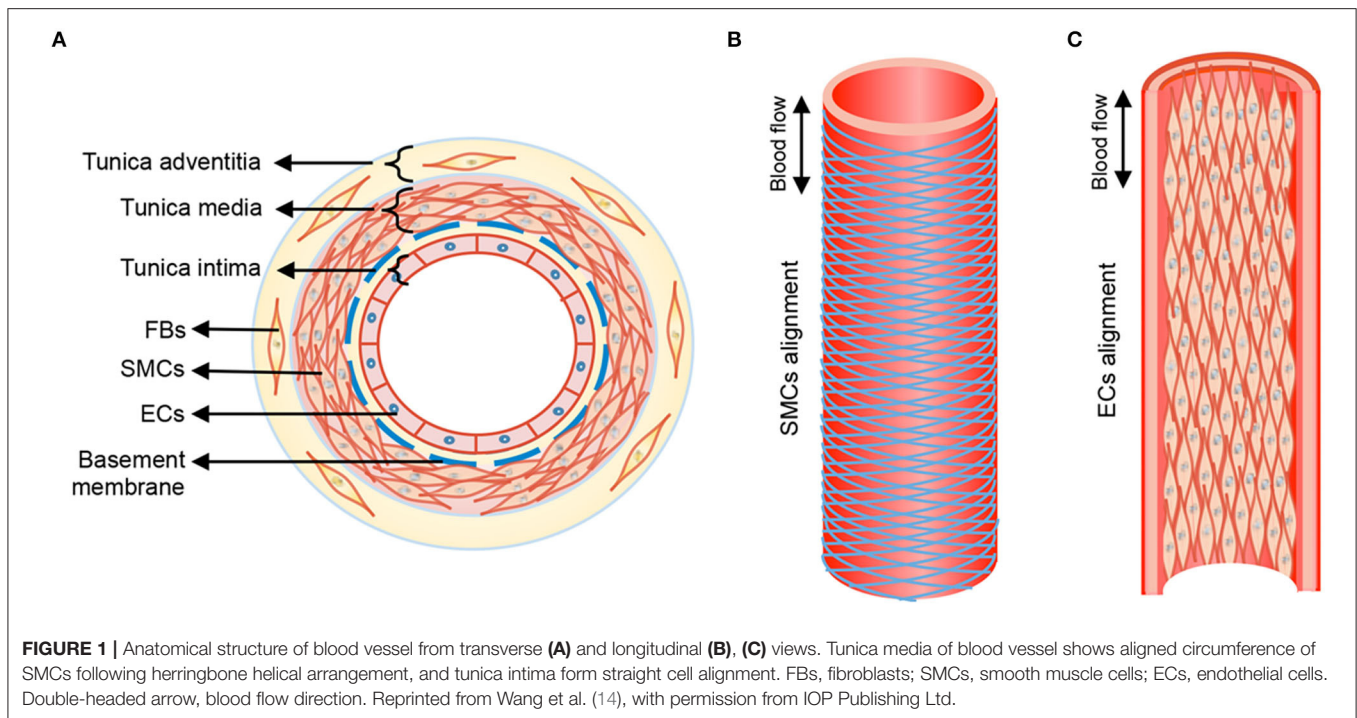 A
Tunica adventitia
Tunica media
Tunica intima
FBs
SMCs
ECs
Basement
membrane
B
Blood flow
SMCs alignment
C
Blood flow
ECs alignment
FIGURE 1 | Anatomical structure of blood vessel from transverse (A) and longitudinal (B), (C) views. Tunica media of blood vessel shows aligned circumference of
SMCs following herringbone helical arrangement, and tunica intima form straight cell alignment. FBs, fibroblasts; SMCs, smooth muscle cells; ECs, endothelial cells.
Double-headed arrow, blood flow direction. Reprinted from Wang et al. (14), with permission from IOP Publishing Ltd.